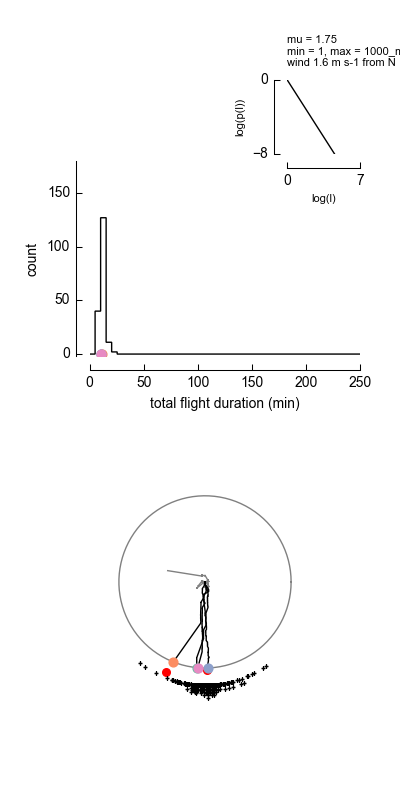 mu = 1.75
min = 1, max = 1000_m
wind 1.6 m s-1 from N
0
log(p(l))
−8
0
7
log(l)
150
100
50
0
count
0
50
100
150
200
250
total flight duration (min)